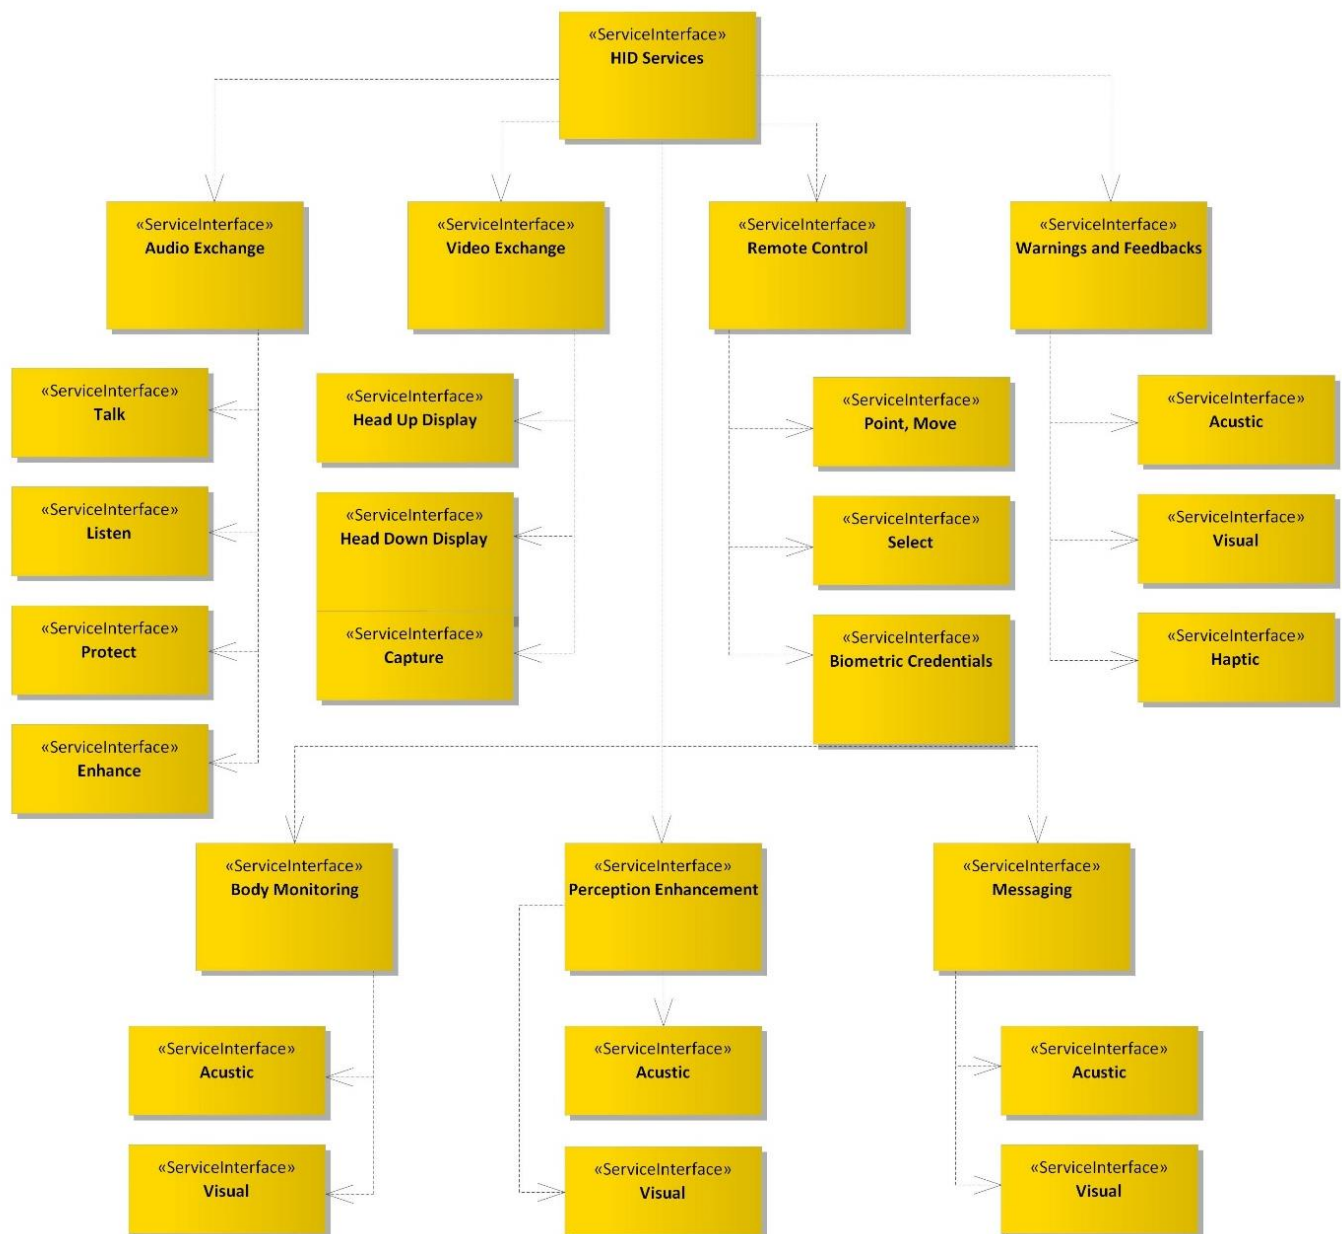 «ServiceInterface»
HID Services
«ServiceInterface»
Audio Exchange
«ServiceInterface»
Video Exchange
«ServiceInterface»
Remote Control
«ServiceInterface»
Warnings and Feedbacks
«ServiceInterface»
Talk
«ServiceInterface»
Head Up Display
«ServiceInterface»
Point, Move
«ServiceInterface»
Acustic
«ServiceInterface»
Listen
«ServiceInterface»
Head Down Display
«ServiceInterface»
Select
«ServiceInterface»
Visual
«ServiceInterface»
Protect
«ServiceInterface»
Capture
«ServiceInterface»
Biometric Credentials
«ServiceInterface»
Haptic
«ServiceInterface»
Enhance
«ServiceInterface»
Body Monitoring
«ServiceInterface»
Perception Enhancement
«ServiceInterface»
Messaging
«ServiceInterface»
Acustic
«ServiceInterface»
Acustic
«ServiceInterface»
Acustic
«ServiceInterface»
Visual
«ServiceInterface»
Visual
«ServiceInterface»
Visual